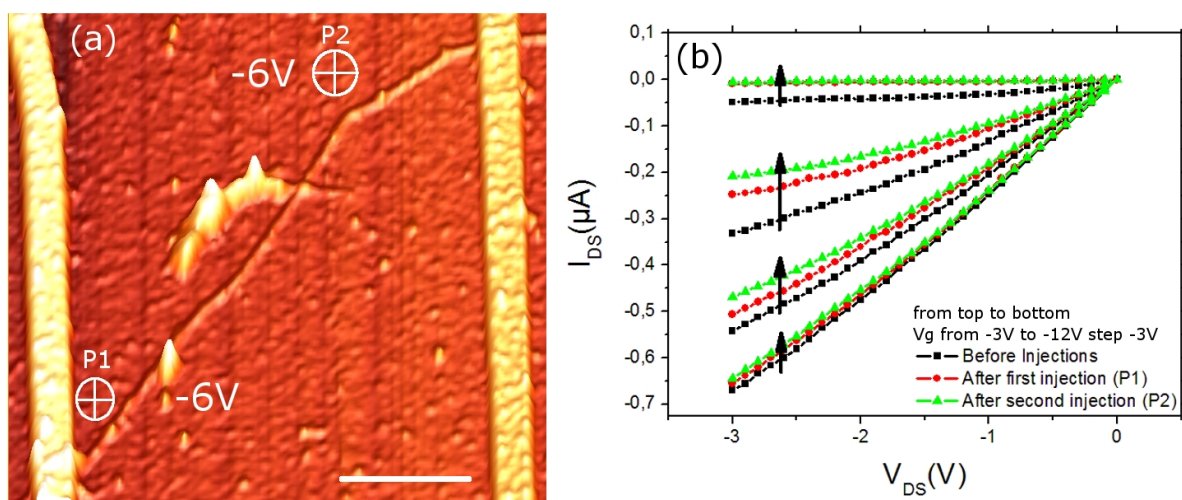 (a)
P2
-6V
P1
-6V
(b)
0,1
0,0
-0,1
-0,2
-0,3
-0,4
-0,5
-0,6
-0,7
I_DS(µA)
from top to bottom
Vg from -3V to -12V step -3V
Before Injections
After first injection (P1)
After second injection (P2)
-3
-2
-1
0
V_DS(V)